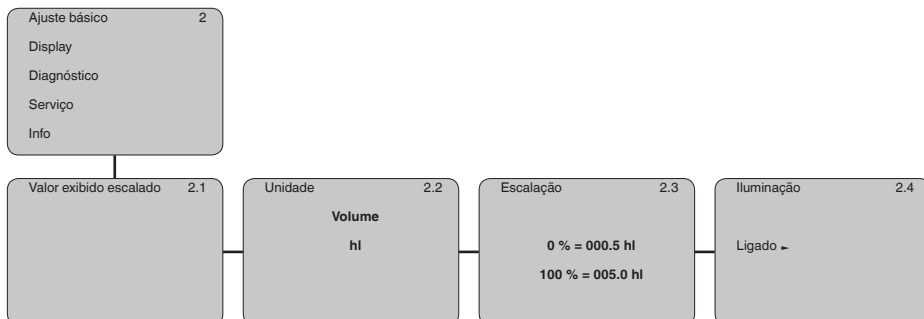 Ajuste básico 2
Display
Diagnóstico
Serviço
Info
Valor exibido escalado 2.1
Unidade 2.2
Volume
hl
Escalação 2.3
0 % = 000.5 hl
100 % = 005.0 hl
Iluminação 2.4
Ligado ►